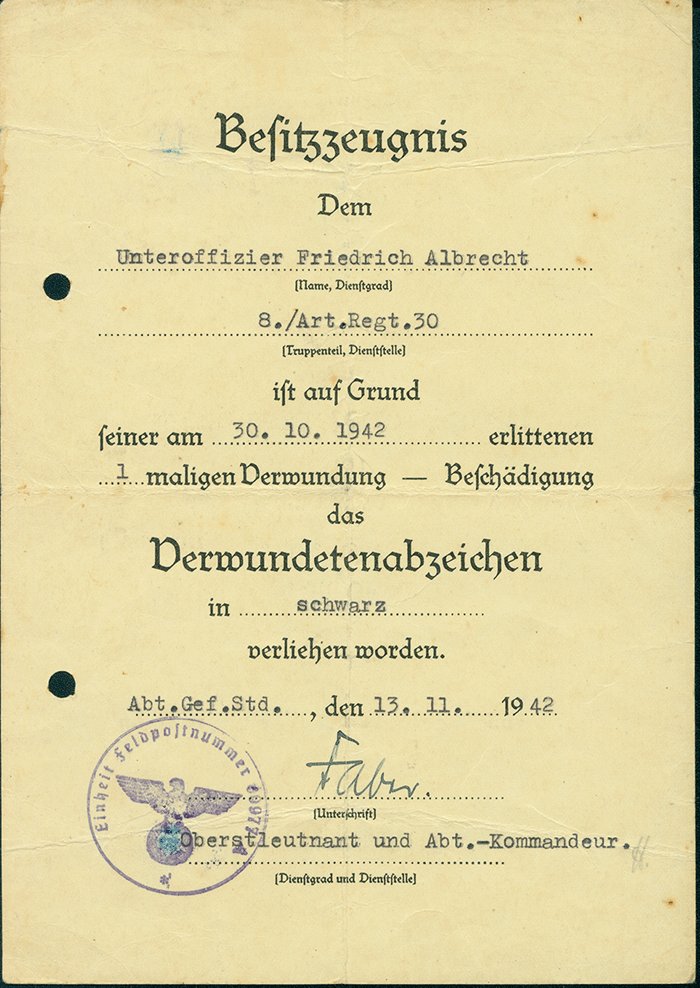 Besitzzeugnis
Dem
Unteroffizier Friedrich Albrecht
(Name, Dienstgrad)
8./Art.Regt.30
(Truppenteil, Dienststelle)
ist auf Grund
seiner am 30. 10. 1942 erlittenen
1 maligen Verwundung — Beschädigung
das
Verwundetenabzeichen
in schwarz
verliehen worden.
Abt.Gef.Std. , den 13. 11. 1942
Einheit Feldpostnummer
Faber.
(Unterschrift)
Oberstleutnant und Abt.-Kommandeur.
(Dienstgrad und Dienststelle)